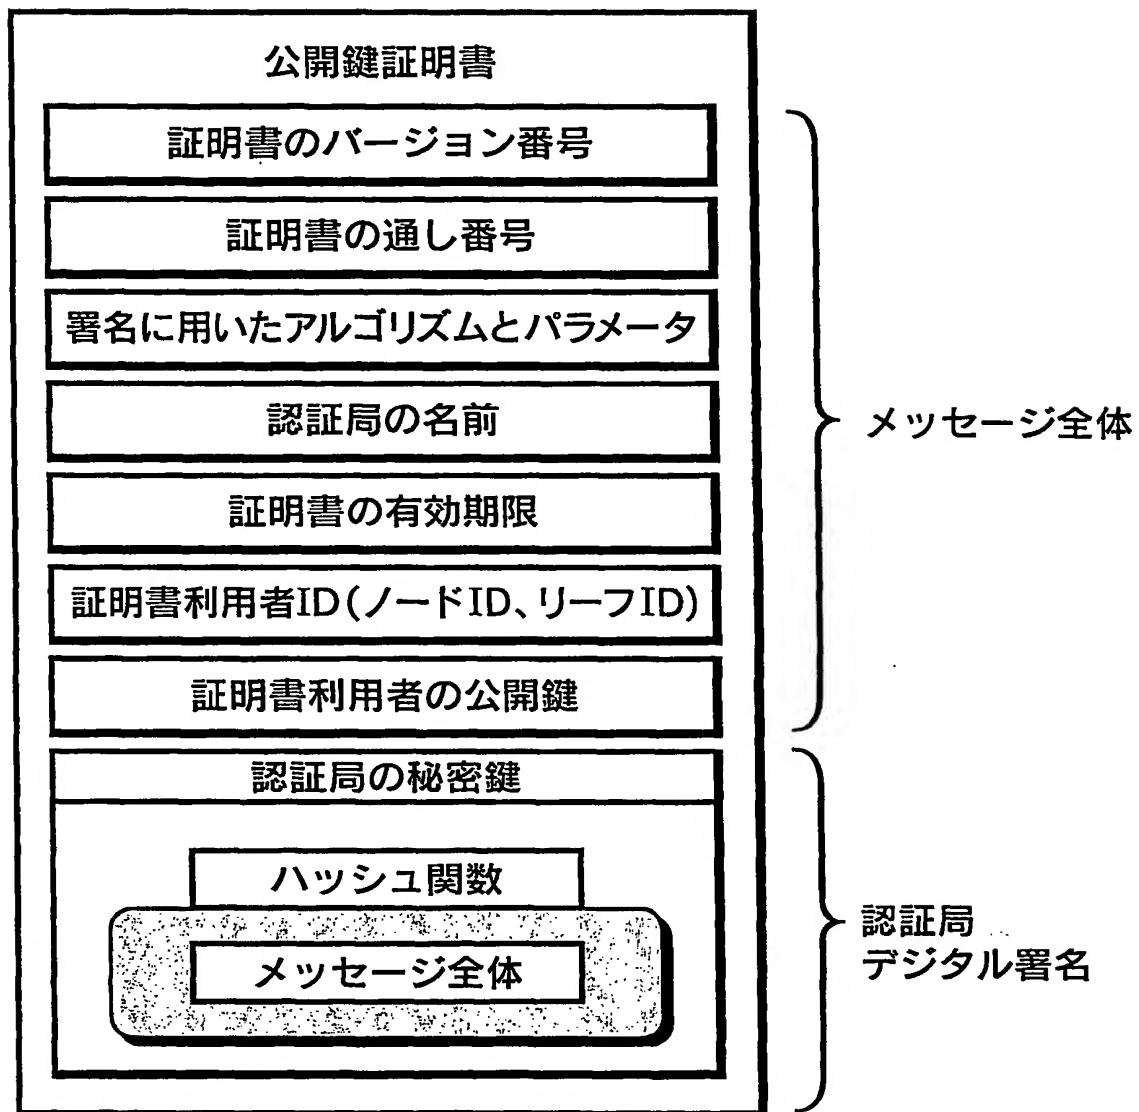 公開鍵証明書
証明書のバージョン番号
証明書の通し番号
署名に用いたアルゴリズムとパラメータ
認証局の名前
証明書の有効期限
証明書利用者ID(ノードID、リーフID)
証明書利用者の公開鍵
メッセージ全体
認証局の秘密鍵
ハッシュ関数
メッセージ全体
認証局
デジタル署名